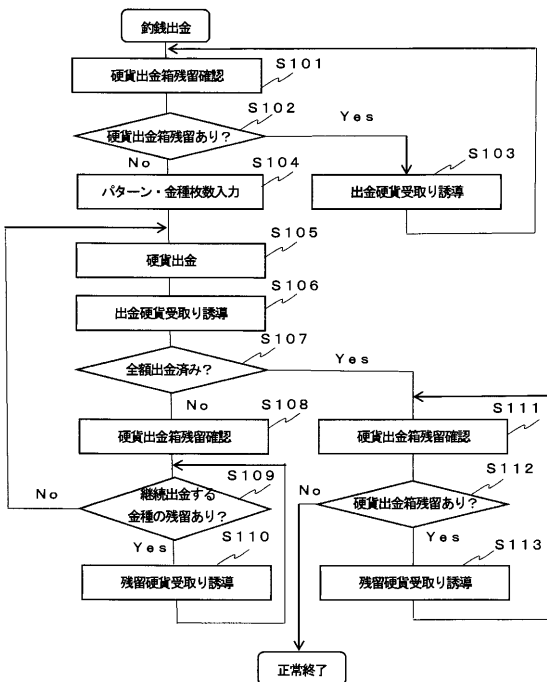 釣銭出金
S101
硬貨出金箱残留確認
S102
硬貨出金箱残留あり？
Yes
No
S103
出金硬貨受取り誘導
S104
パターン・金種枚数入力
S105
硬貨出金
S106
出金硬貨受取り誘導
S107
全額出金済み？
Yes
No
S108
硬貨出金箱残留確認
S109
継続出金する
金種の残留あり？
No
Yes
S110
残留硬貨受取り誘導
S111
硬貨出金箱残留確認
S112
硬貨出金箱残留あり？
No
Yes
S113
残留硬貨受取り誘導
正常終了